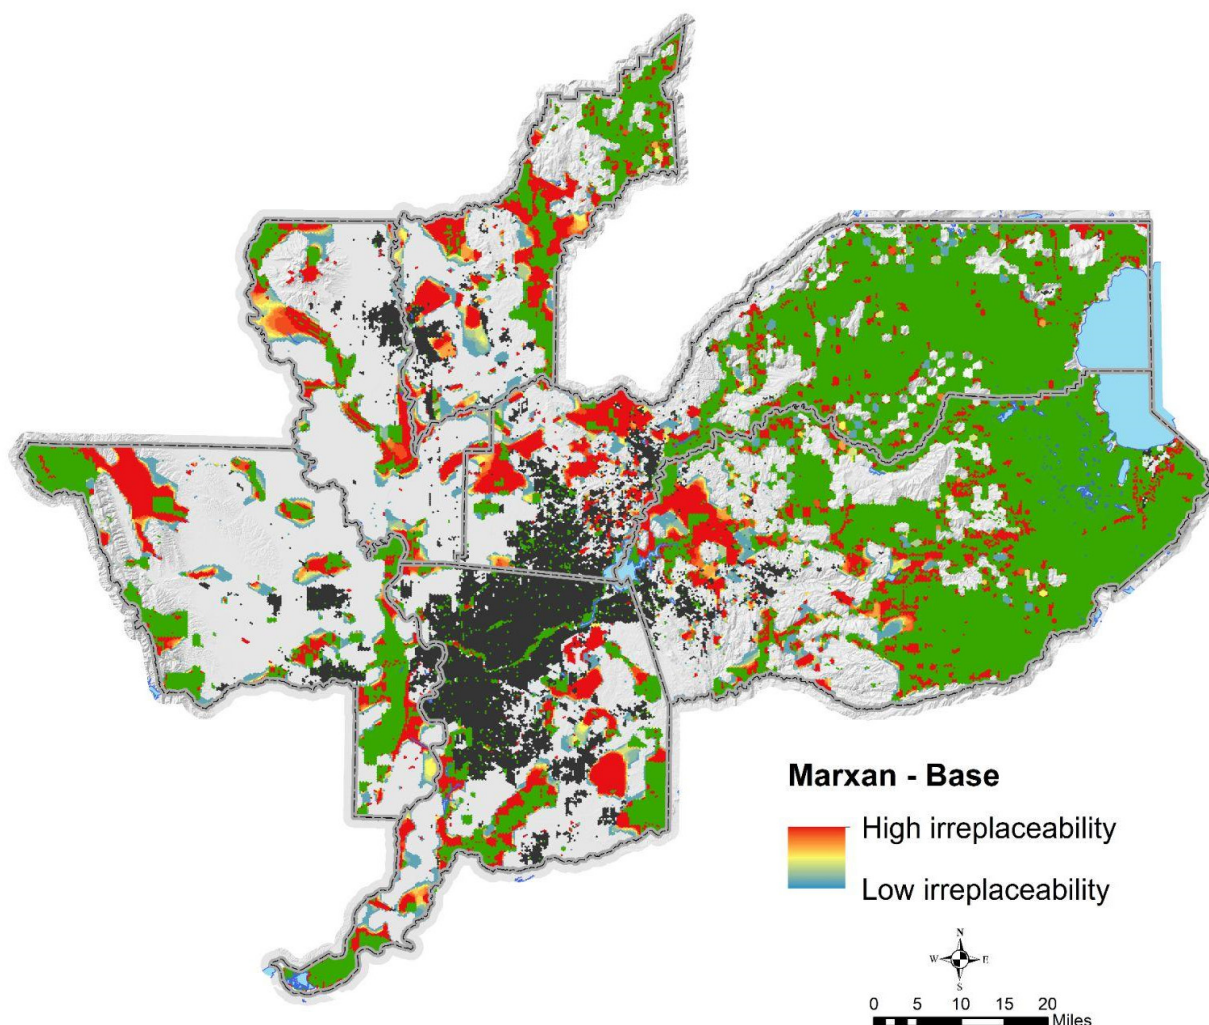 Marxan - Base
High irreplaceability
Low irreplaceability
N
W E
S
0 5 10 15 20
Miles